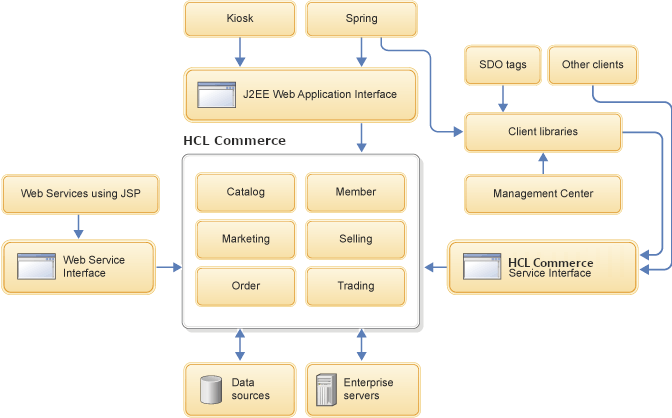 Kiosk
Spring
SDO tags
Other clients
J2EE Web Application Interface
Client libraries
HCL Commerce
Web Services using JSP
Catalog
Member
Management Center
Marketing
Selling
Web Service
Interface
HCL Commerce
Service Interface
Order
Trading
Data
sources
Enterprise
servers